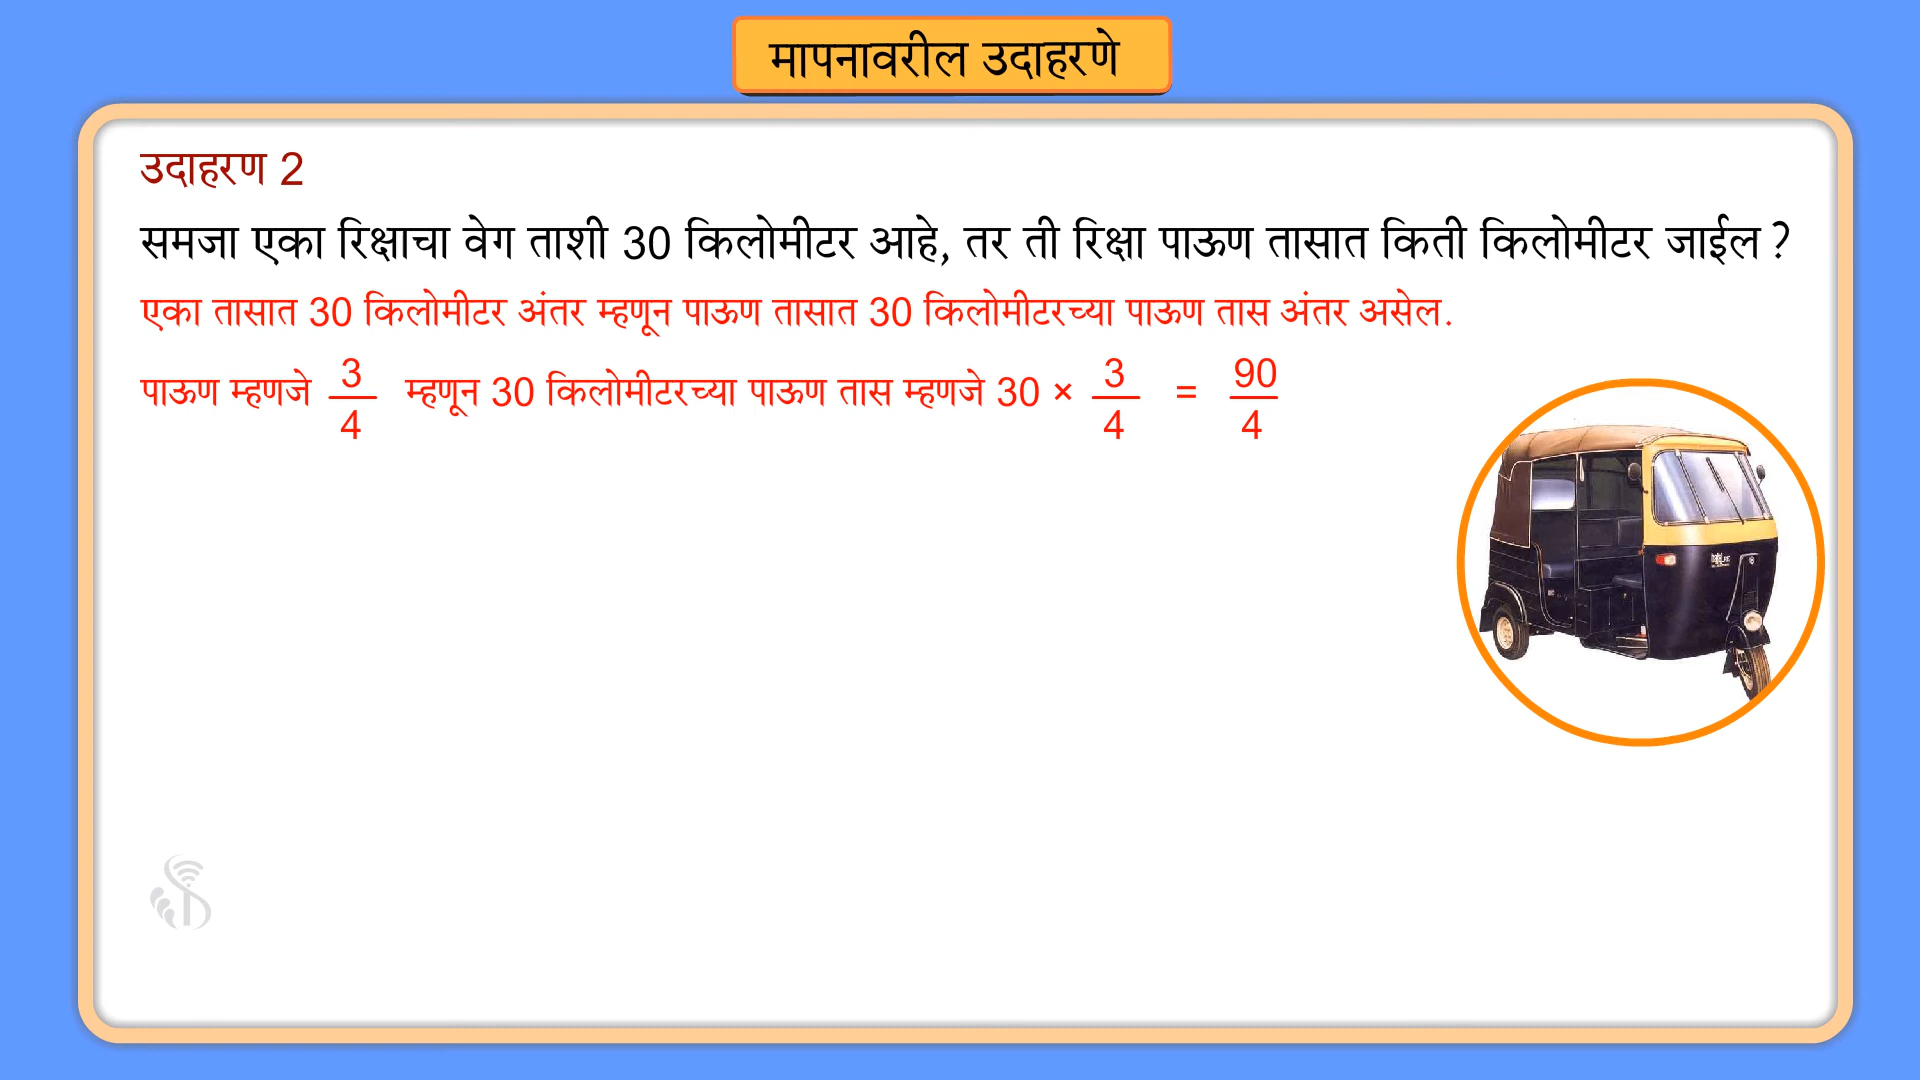 मापनावरील उदाहरणे
उदाहरण 2
समजा एका रिक्षाचा वेग ताशी 30 किलोमीटर आहे, तर ती रिक्षा पाऊण तासात किती किलोमीटर जाईल ?
एका तासात 30 किलोमीटर अंतर म्हणून पाऊण तासात 30 किलोमीटरच्या पाऊण तास अंतर असेल.
पाऊण म्हणजे 3/4 म्हणून 30 किलोमीटरच्या पाऊण तास म्हणजे 30 × 3/4 = 90/4